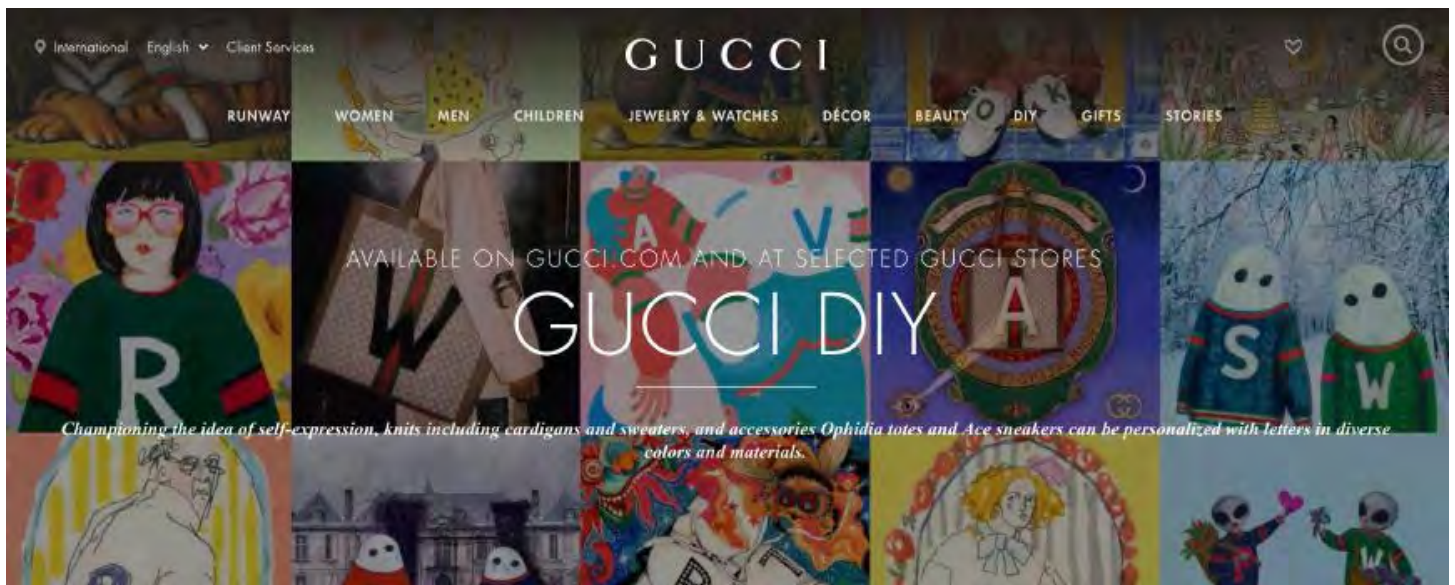 International English Client Services
GUCCI
RUNWAY WOMEN MEN CHILDREN JEWELRY & WATCHES DÉCOR BEAUTY DIY GIFTS STORIES
O K
AVAILABLE ON GUCCI.COM AND AT SELECTED GUCCI STORES
GUCCI DIY
R W A V A S W
Championing the idea of self-expression, knits including cardigans and sweaters, and accessories Ophidia totes and Ace sneakers can be personalized with letters in diverse
colors and materials.
W